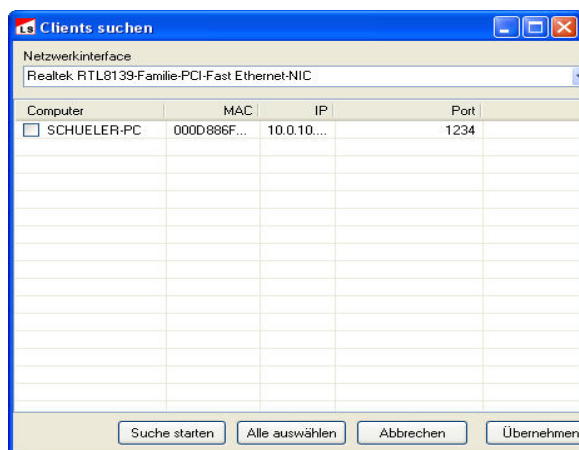 LS Clients suchen
Netzwerkinterface
Realtek RTL8139-Familie-PCI-Fast Ethernet-NIC
Computer MAC IP Port
SCHUELER-PC 000D886F... 10.0.10.... 1234
Suche starten Alle auswählen Abbrechen Übernehmen